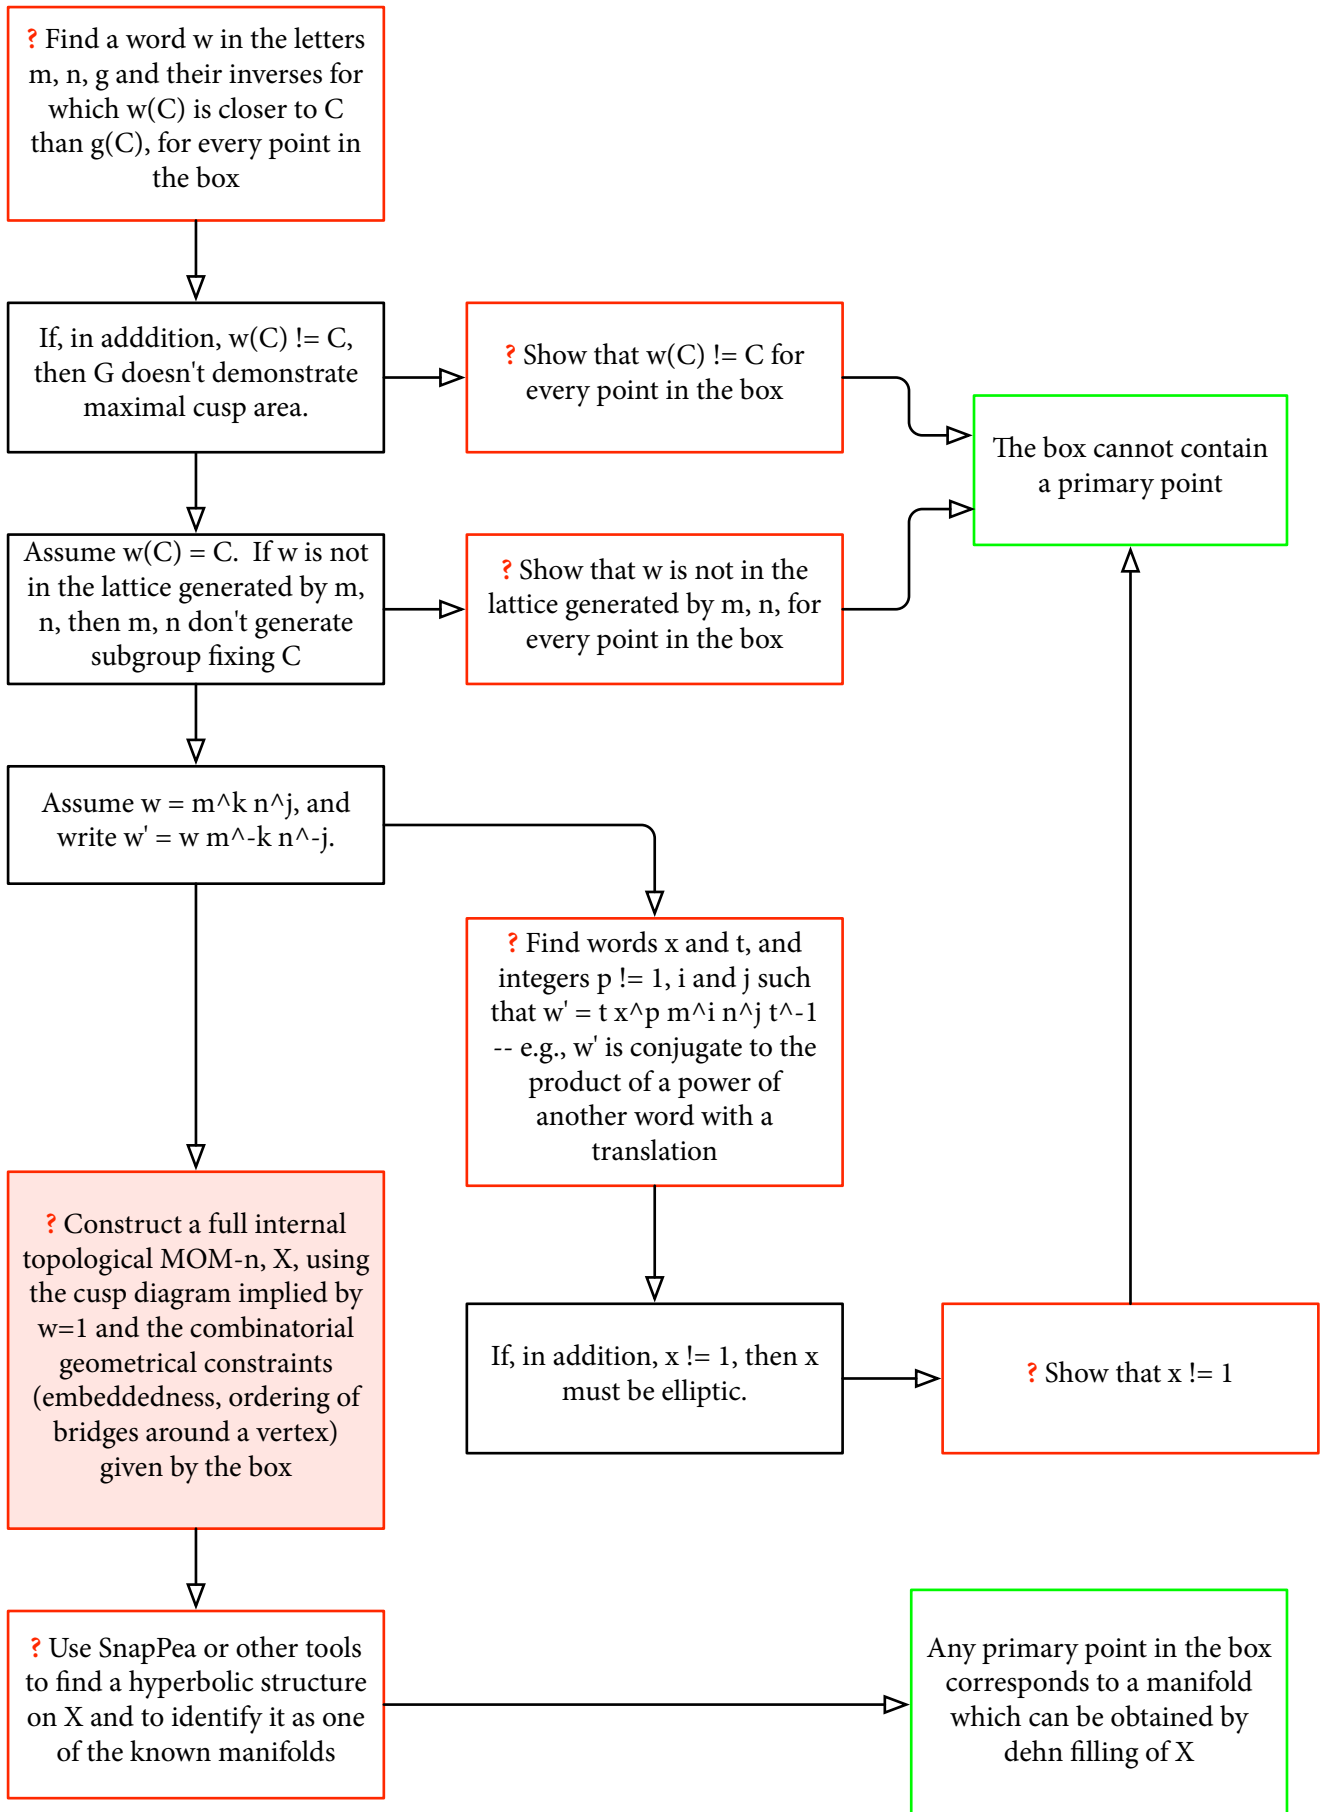 ? Find a word w in the letters
m, n, g and their inverses for
which w(C) is closer to C
than g(C), for every point in
the box
If, in adddition, w(C) != C,
then G doesn't demonstrate
maximal cusp area.
? Show that w(C) != C for
every point in the box
The box cannot contain
a primary point
Assume w(C) = C.  If w is not
in the lattice generated by m,
n, then m, n don't generate
subgroup fixing C
? Show that w is not in the
lattice generated by m, n, for
every point in the box
Assume w = m^k n^j, and
write w' = w m^-k n^-j.
? Find words x and t, and
integers p != 1, i and j such
that w' = t x^p m^i n^j t^-1
-- e.g., w' is conjugate to the
product of a power of
another word with a
translation
? Construct a full internal
topological MOM-n, X, using
the cusp diagram implied by
w=1 and the combinatorial
geometrical constraints
(embeddedness, ordering of
bridges around a vertex)
given by the box
If, in addition, x != 1, then x
must be elliptic.
? Show that x != 1
? Use SnapPea or other tools
to find a hyperbolic structure
on X and to identify it as one
of the known manifolds
Any primary point in the box
corresponds to a manifold
which can be obtained by
dehn filling of X